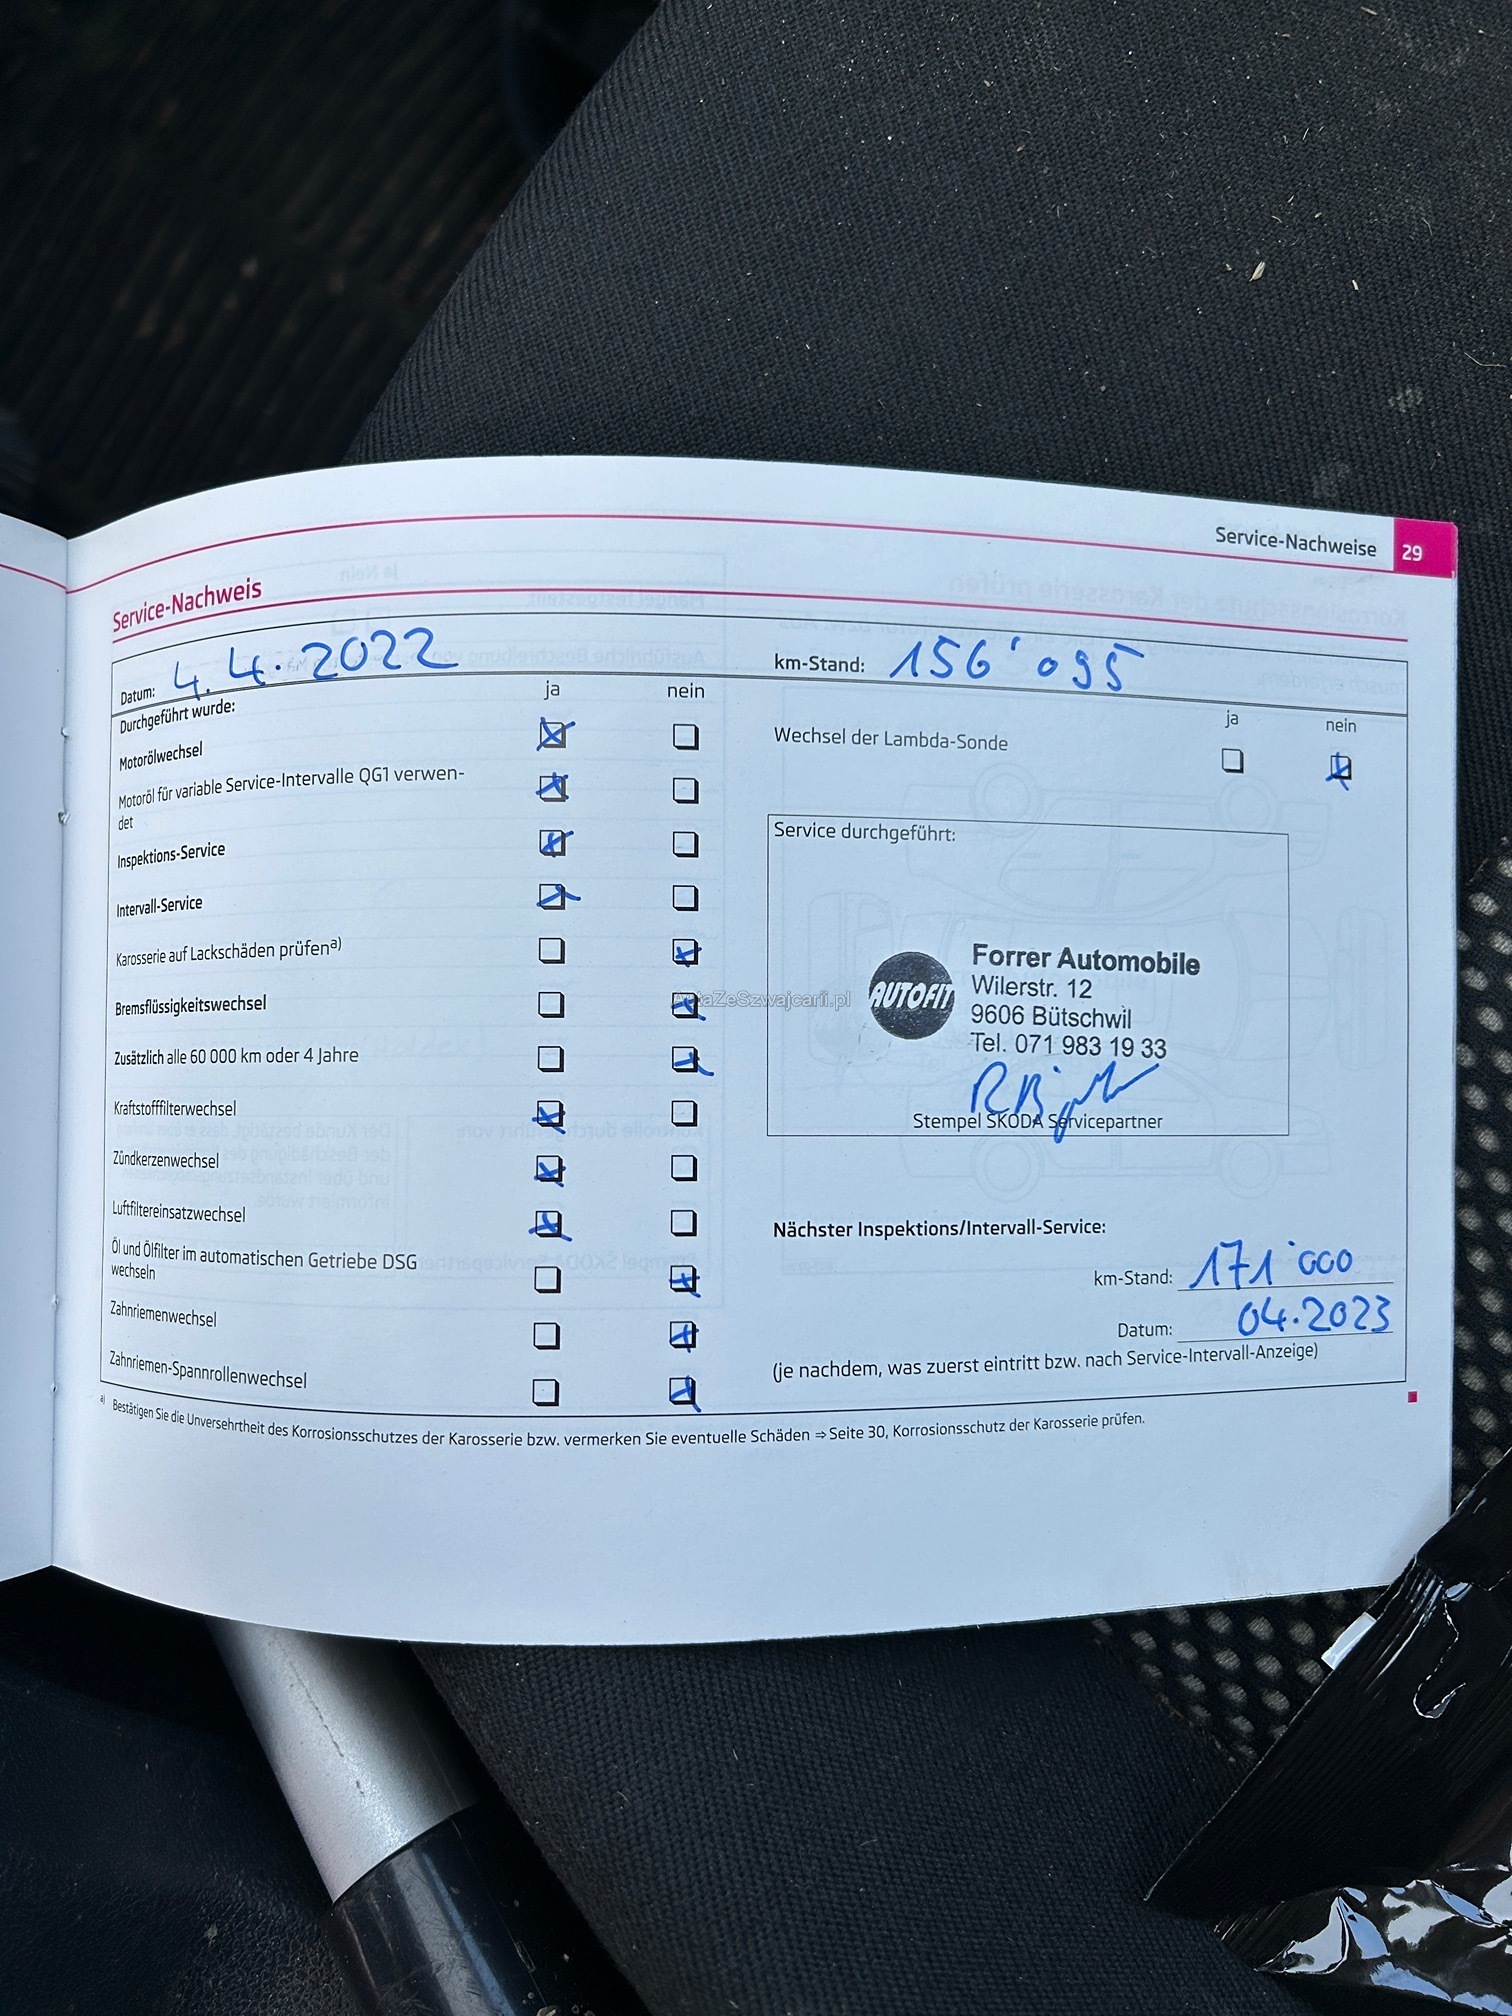 Service-Nachweise 29
Service-Nachweis
Datum: 4.4.2022 km-Stand: 156'095
Durchgeführt wurde: ja nein
Motorölwechsel
Motoröl für variable Service-Intervalle QG1 verwen-
det
Inspektions-Service
Intervall-Service
Karosserie auf Lackschäden prüfena)
Bremsflüssigkeitswechsel
Zusätzlich alle 60 000 km oder 4 Jahre
Kraftstofffilterwechsel
Zündkerzenwechsel
Luftfiltereinsatzwechsel
Öl und Ölfilter im automatischen Getriebe DSG
wechseln
Zahnriemenwechsel
Zahnriemen-Spannrollenwechsel
ja nein
Wechsel der Lambda-Sonde
Service durchgeführt:
AUTOFIT
Forrer Automobile
Wilerstr. 12
9606 Bütschwil
Tel. 071 983 19 33
Stempel ŠKODA Servicepartner
Nächster Inspektions/Intervall-Service:
km-Stand: 171'000
Datum: 04.2023
(je nachdem, was zuerst eintritt bzw. nach Service-Intervall-Anzeige)
a) Bestätigen Sie die Unversehrtheit des Korrosionsschutzes der Karosserie bzw. vermerken Sie eventuelle Schäden ⇒ Seite 30, Korrosionsschutz der Karosserie prüfen.
AutaZeSzwajcarii.pl